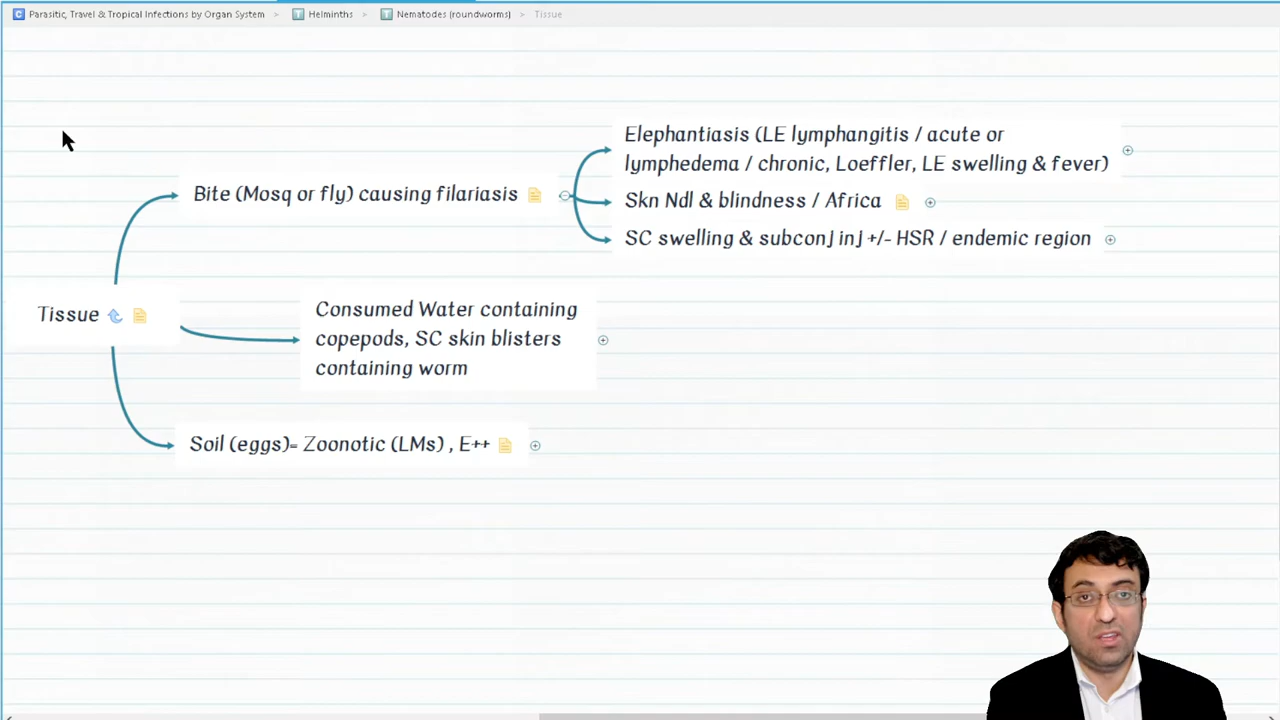 Parasitic, Travel & Tropical Infections by Organ System > Helminths > Nematodes (roundworms) > Tissue
Elephantiasis (LE lymphangitis / acute or
lymphedema / chronic, Loeffler, LE swelling & fever)
Bite (Mosq or fly) causing filariasis
Skn Ndl & blindness / Africa
SC swelling & subconj inj +/- HSR / endemic region
Tissue
Consumed Water containing
copepods, SC skin blisters
containing worm
Soil (eggs)= Zoonotic (LMs) , E++